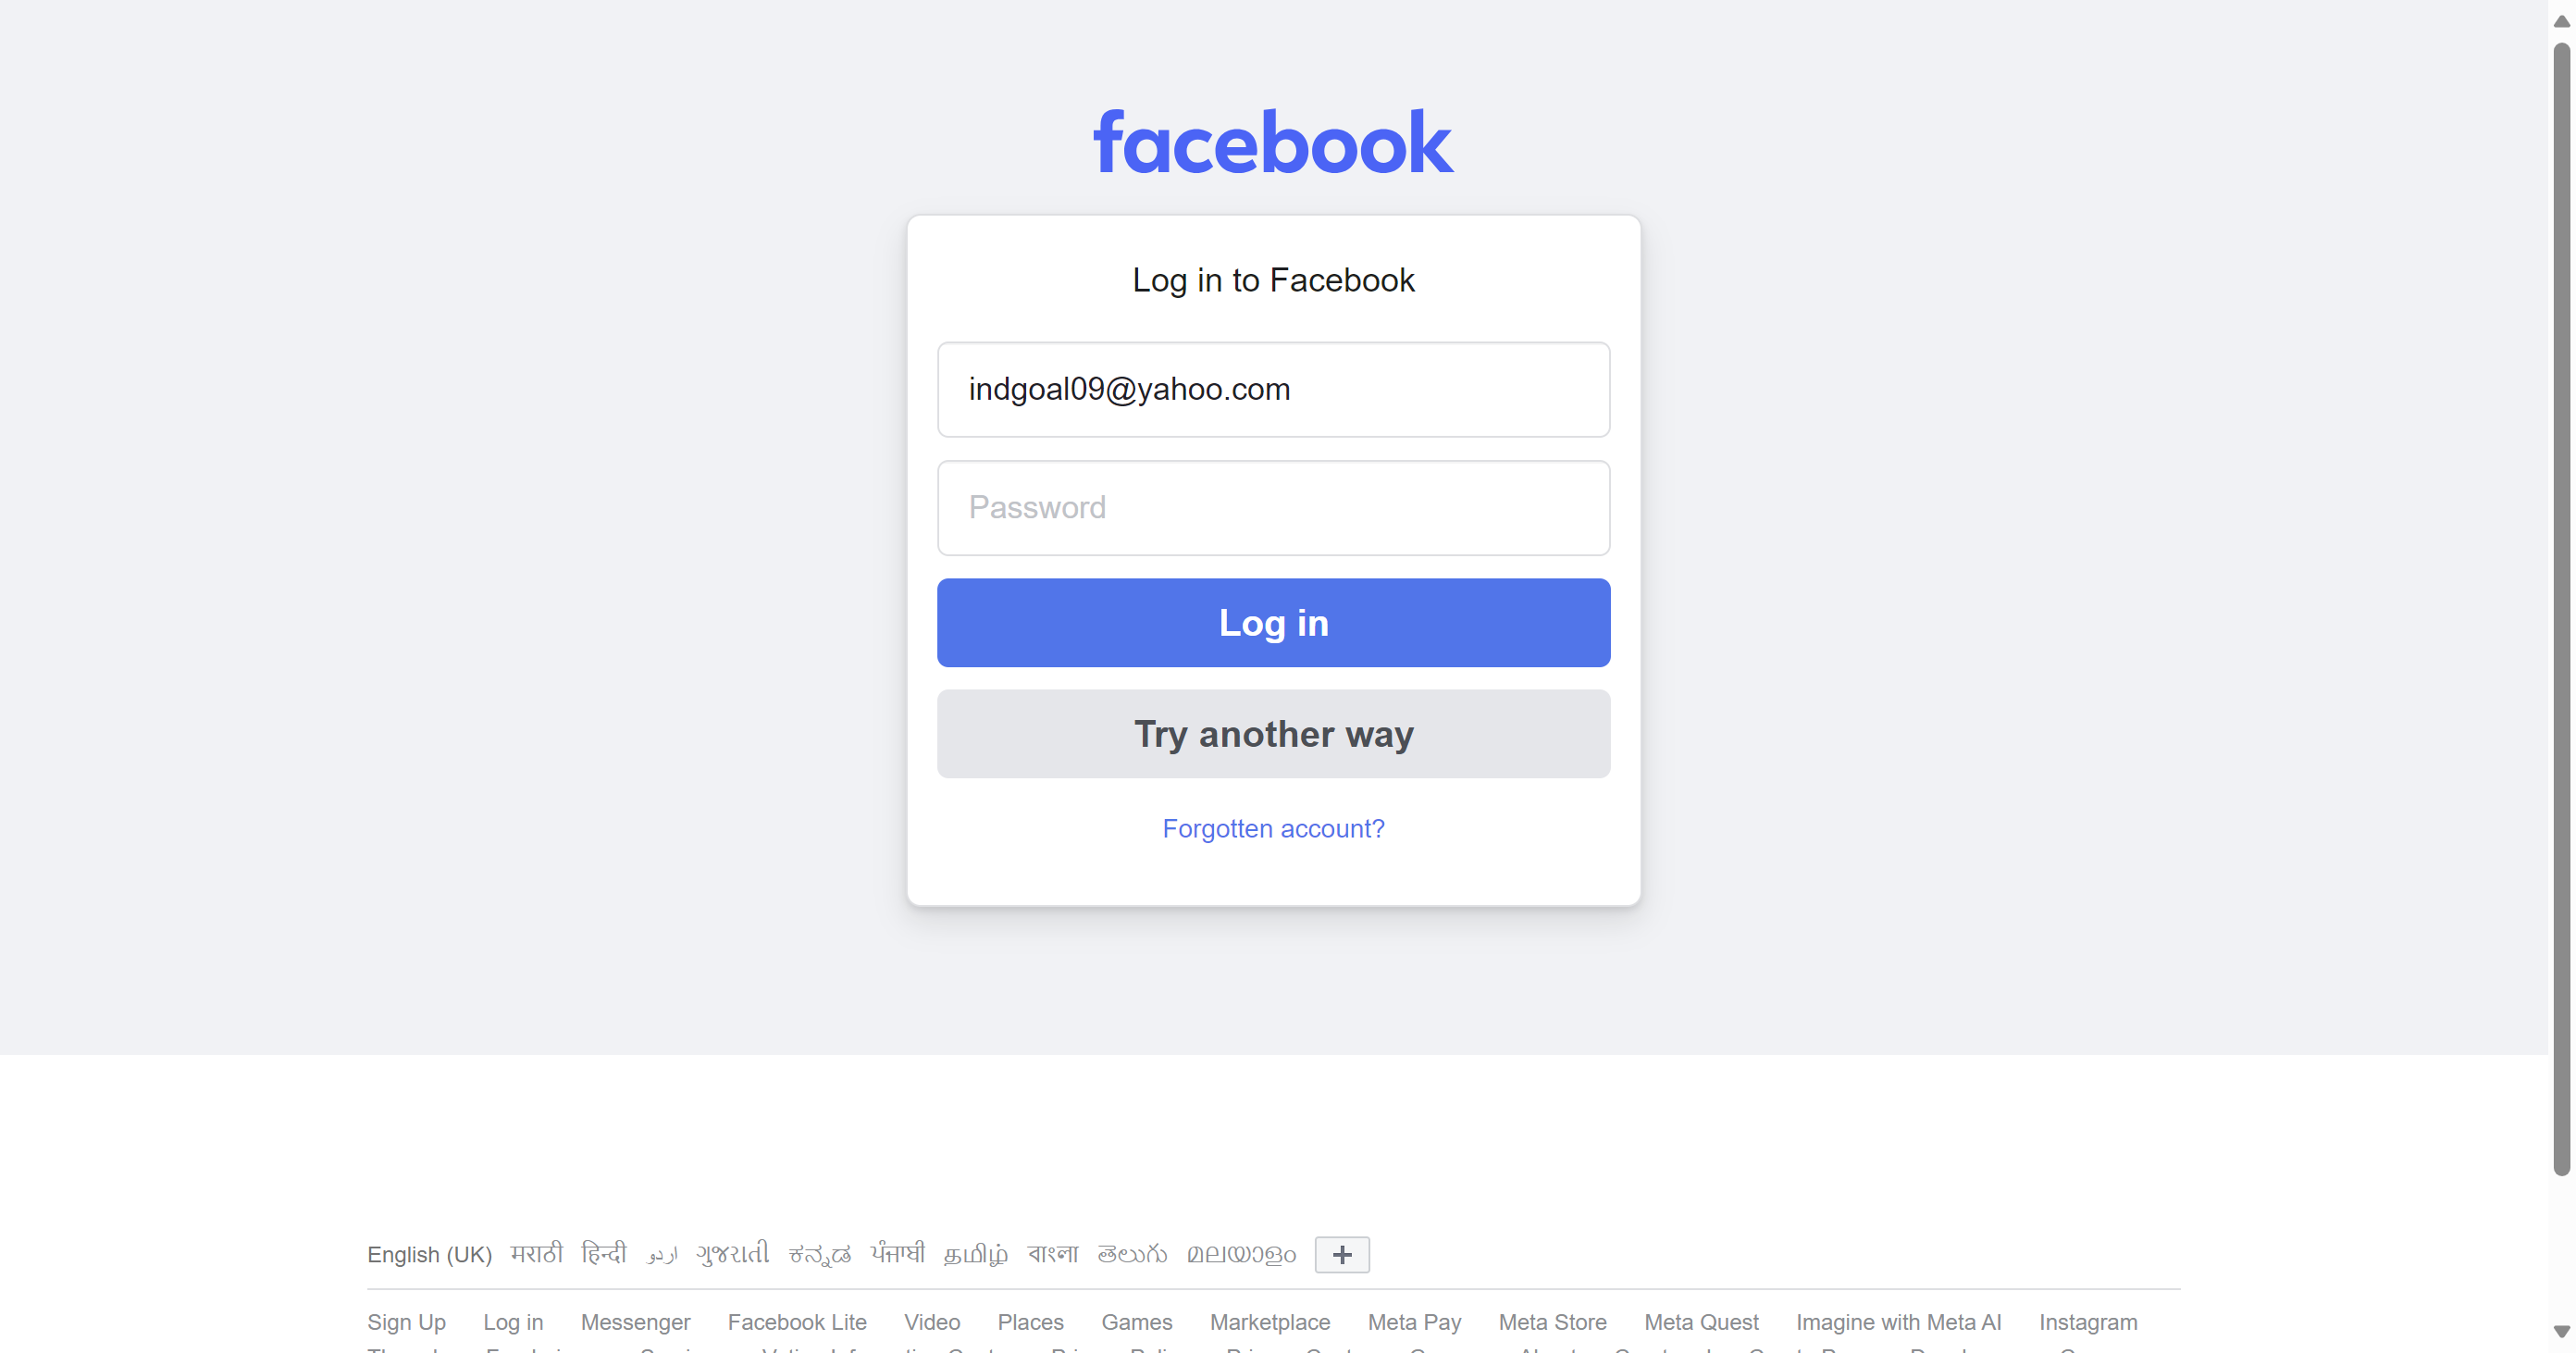 facebook
Log in to Facebook
indgoal09@yahoo.com
Password
Log in
Try another way
Forgotten account?
English (UK) मराठी हिन्दी اردو ગુજરાતી ಕನ್ನಡ ਪੰਜਾਬੀ தமிழ் বাংলা తెలుగు മലയാളം +
Sign Up Log in Messenger Facebook Lite Video Places Games Marketplace Meta Pay Meta Store Meta Quest Imagine with Meta AI Instagram